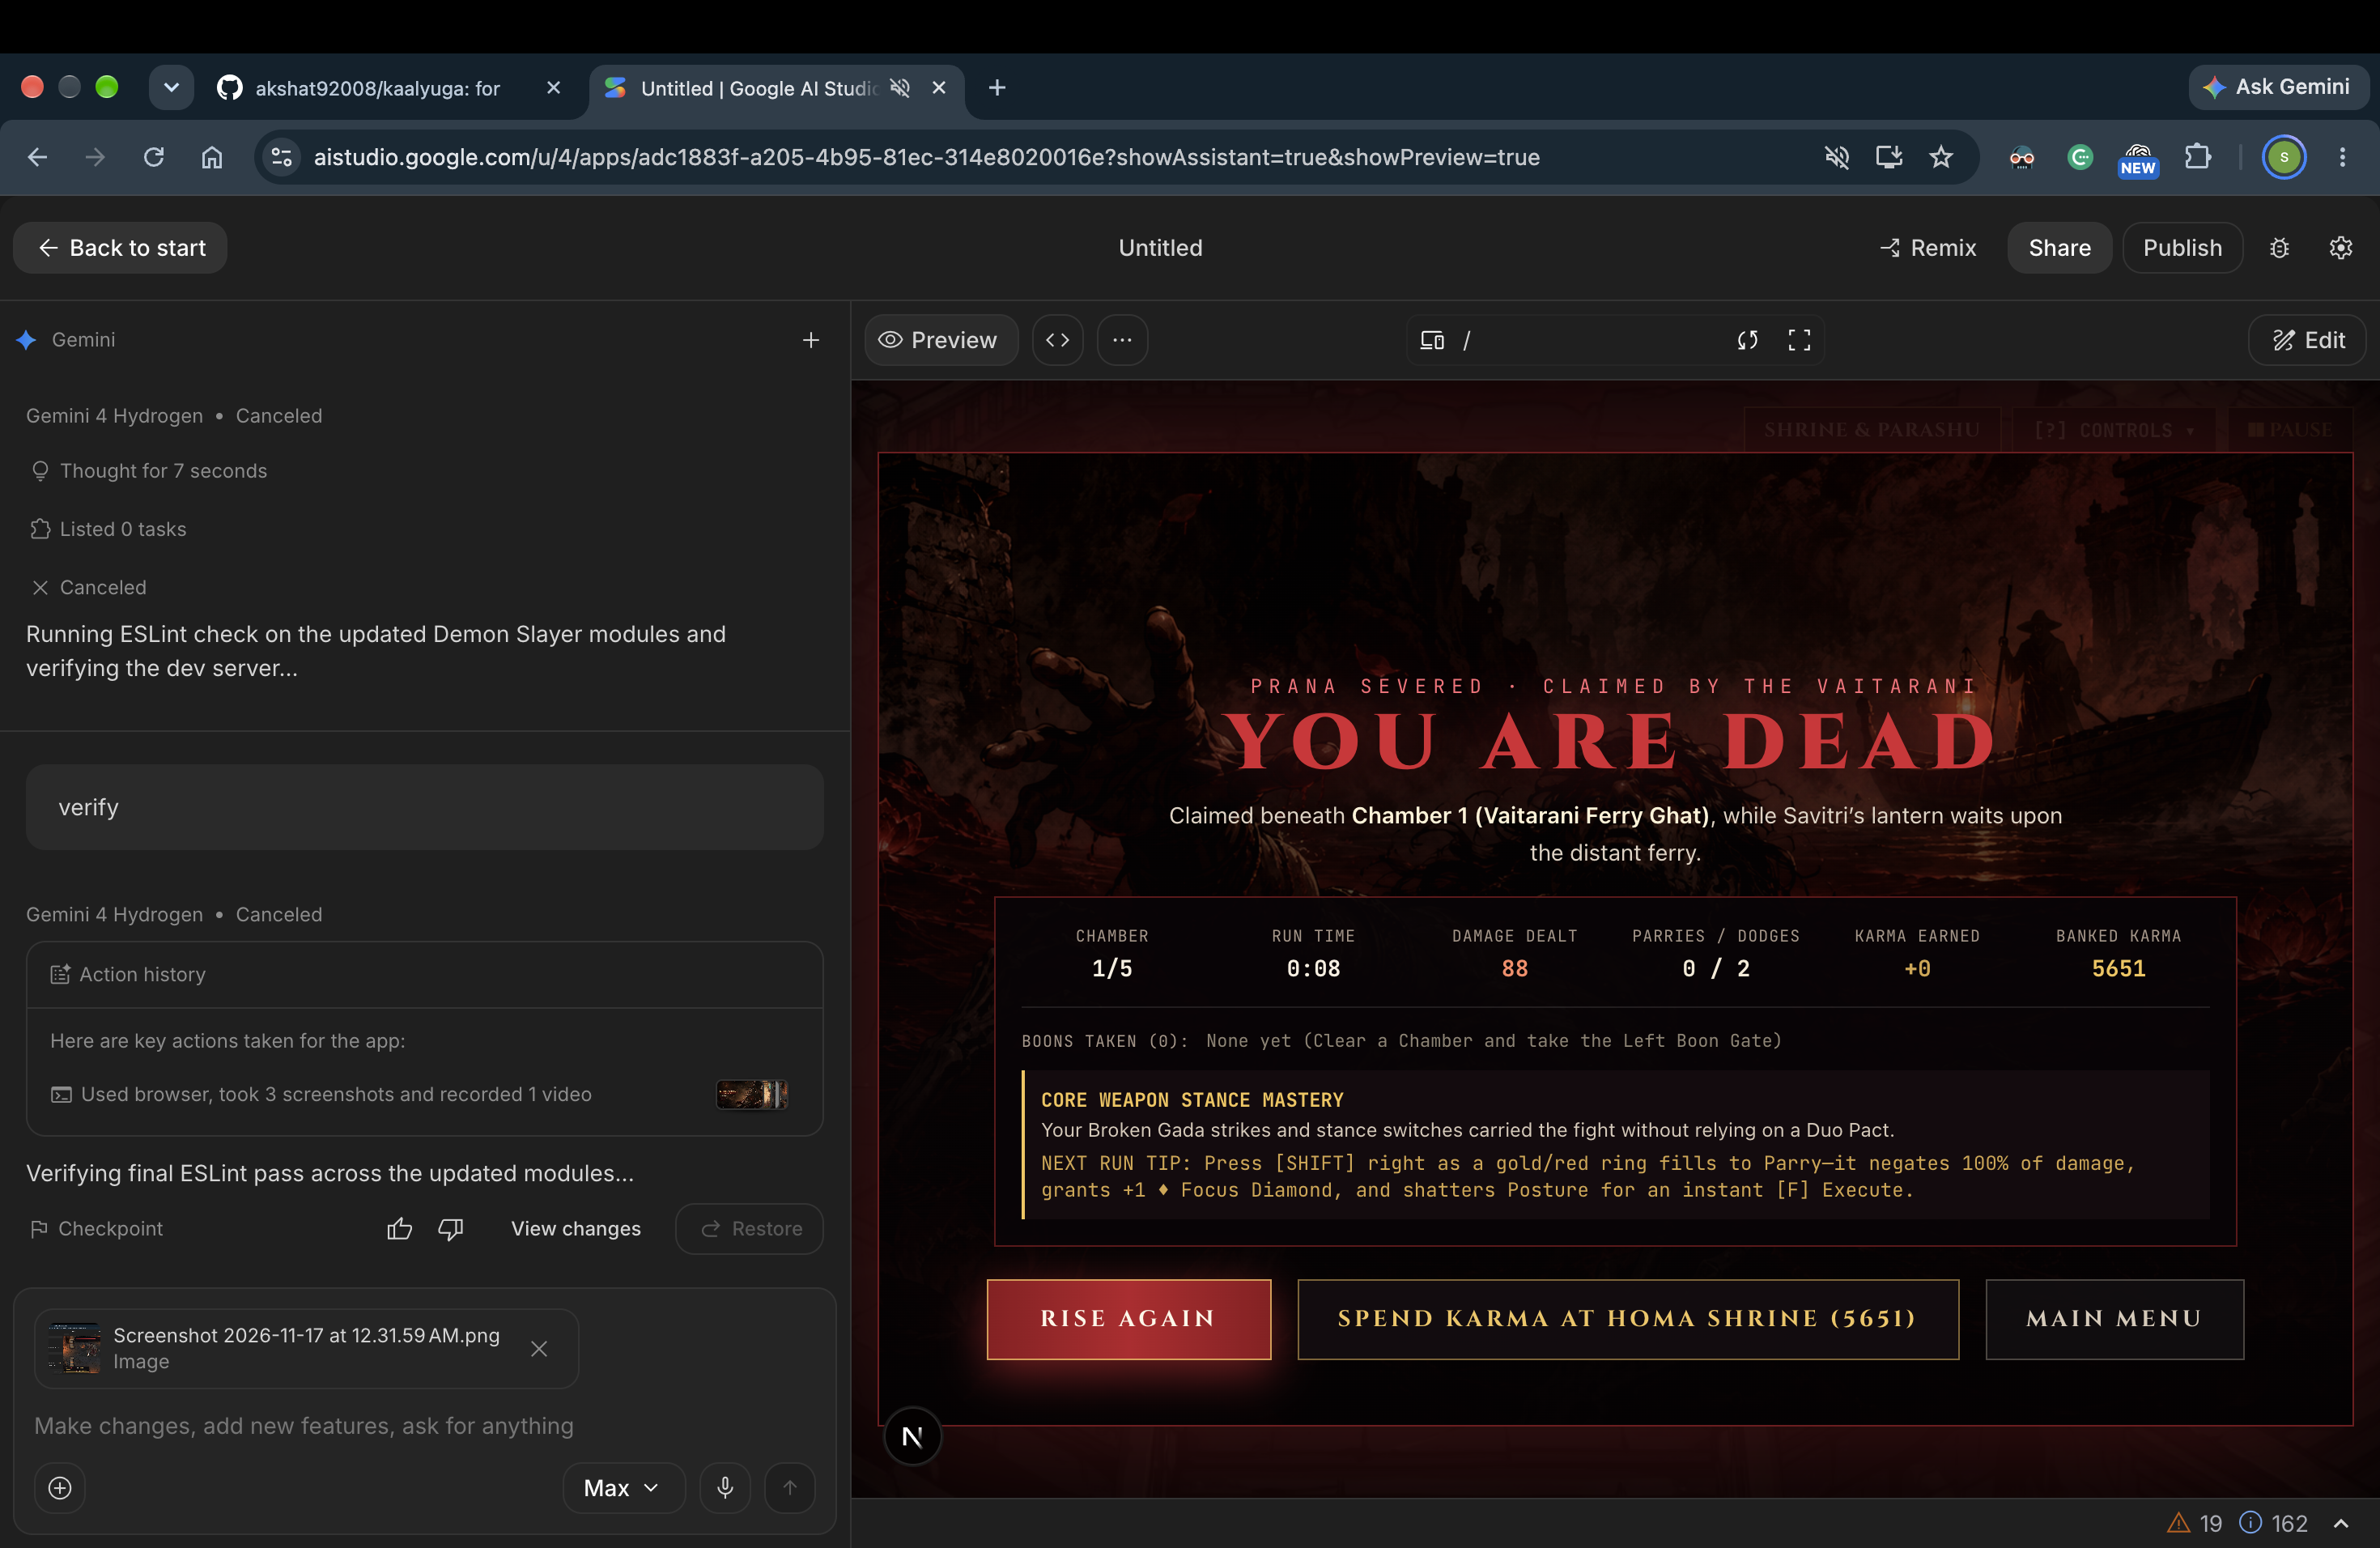 akshat92008/kaalyuga: for
Untitled | Google AI Studio
Ask Gemini
aistudio.google.com/u/4/apps/adc1883f-a205-4b95-81ec-314e8020016e?showAssistant=true&showPreview=true
NEW
S
Back to start
Untitled
Remix
Share
Publish
Gemini
Preview
/
Edit
Gemini 4 Hydrogen • Canceled
Thought for 7 seconds
Listed 0 tasks
Canceled
Running ESLint check on the updated Demon Slayer modules and
verifying the dev server...
verify
Gemini 4 Hydrogen • Canceled
Action history
Here are key actions taken for the app:
Used browser, took 3 screenshots and recorded 1 video
Verifying final ESLint pass across the updated modules...
Checkpoint
View changes
Restore
Screenshot 2026-11-17 at 12.31.59 AM.png
Image
Make changes, add new features, ask for anything
Max
SHRINE & PARASHU
[?] CONTROLS ▾
PAUSE
PRANA SEVERED · CLAIMED BY THE VAITARANI
YOU ARE DEAD
Claimed beneath Chamber 1 (Vaitarani Ferry Ghat), while Savitri’s lantern waits upon
the distant ferry.
CHAMBER
1/5
RUN TIME
0:08
DAMAGE DEALT
88
PARRIES / DODGES
0 / 2
KARMA EARNED
+0
BANKED KARMA
5651
BOONS TAKEN (0): None yet (Clear a Chamber and take the Left Boon Gate)
CORE WEAPON STANCE MASTERY
Your Broken Gada strikes and stance switches carried the fight without relying on a Duo Pact.
NEXT RUN TIP: Press [SHIFT] right as a gold/red ring fills to Parry—it negates 100% of damage,
grants +1 ♦ Focus Diamond, and shatters Posture for an instant [F] Execute.
RISE AGAIN
SPEND KARMA AT HOMA SHRINE (5651)
MAIN MENU
N
19
162